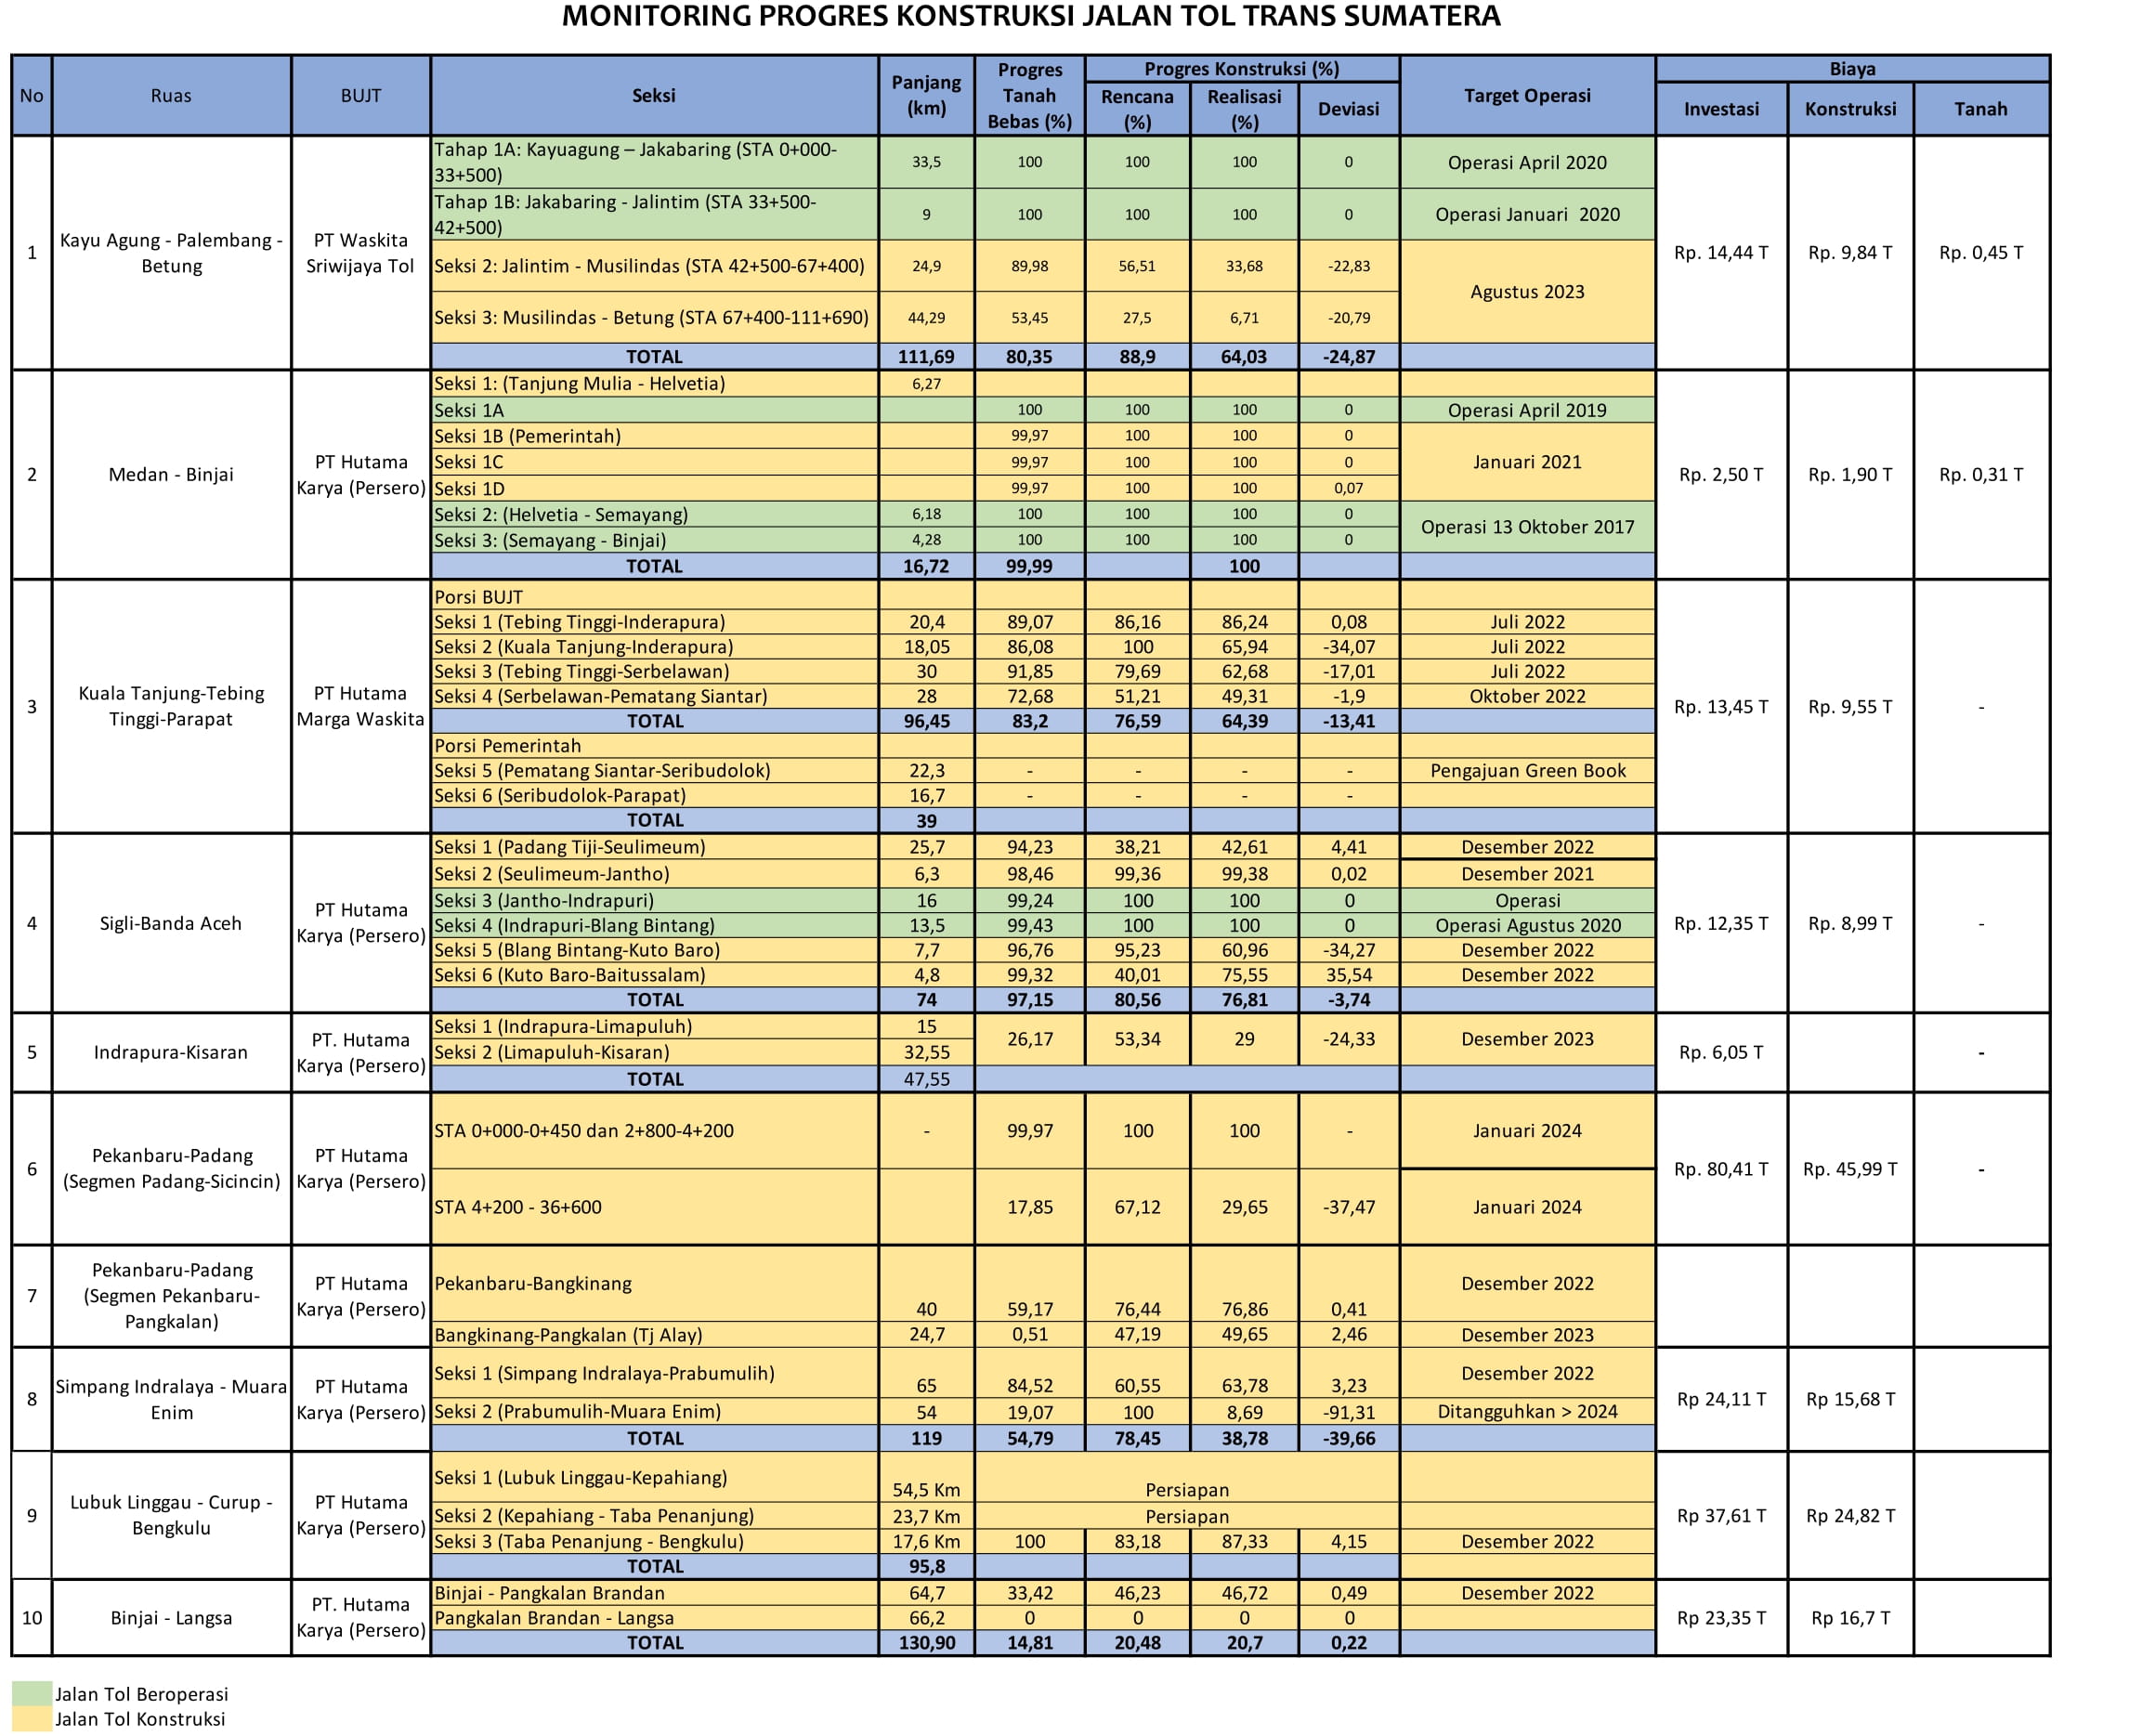 MONITORING PROGRES KONSTRUKSI JALAN TOL TRANS SUMATERA
No Ruas BUJT Seksi Panjang (km) Progres Tanah Bebas (%) Progres Konstruksi (%) Rencana (%) Realisasi (%) Deviasi Target Operasi Biaya Investasi Konstruksi Tanah
1 Kayu Agung - Palembang - Betung PT Waskita Sriwijaya Tol Rp. 14,44 T Rp. 9,84 T Rp. 0,45 T
Tahap 1A: Kayuagung – Jakabaring (STA 0+000-33+500) 33,5 100 100 100 0 Operasi April 2020
Tahap 1B: Jakabaring - Jalintim (STA 33+500-42+500) 9 100 100 100 0 Operasi Januari 2020
Seksi 2: Jalintim - Musilindas (STA 42+500-67+400) 24,9 89,98 56,51 33,68 -22,83 Agustus 2023
Seksi 3: Musilindas - Betung (STA 67+400-111+690) 44,29 53,45 27,5 6,71 -20,79
TOTAL 111,69 80,35 88,9 64,03 -24,87
2 Medan - Binjai PT Hutama Karya (Persero) Rp. 2,50 T Rp. 1,90 T Rp. 0,31 T
Seksi 1: (Tanjung Mulia - Helvetia) 6,27
Seksi 1A 100 100 100 0 Operasi April 2019
Seksi 1B (Pemerintah) 99,97 100 100 0
Seksi 1C 99,97 100 100 0 Januari 2021
Seksi 1D 99,97 100 100 0,07
Seksi 2: (Helvetia - Semayang) 6,18 100 100 100 0 Operasi 13 Oktober 2017
Seksi 3: (Semayang - Binjai) 4,28 100 100 100 0
TOTAL 16,72 99,99 100
3 Kuala Tanjung-Tebing Tinggi-Parapat PT Hutama Marga Waskita Rp. 13,45 T Rp. 9,55 T -
Porsi BUJT
Seksi 1 (Tebing Tinggi-Inderapura) 20,4 89,07 86,16 86,24 0,08 Juli 2022
Seksi 2 (Kuala Tanjung-Inderapura) 18,05 86,08 100 65,94 -34,07 Juli 2022
Seksi 3 (Tebing Tinggi-Serbelawan) 30 91,85 79,69 62,68 -17,01 Juli 2022
Seksi 4 (Serbelawan-Pematang Siantar) 28 72,68 51,21 49,31 -1,9 Oktober 2022
TOTAL 96,45 83,2 76,59 64,39 -13,41
Porsi Pemerintah
Seksi 5 (Pematang Siantar-Seribudolok) 22,3 - - - - Pengajuan Green Book
Seksi 6 (Seribudolok-Parapat) 16,7 - - - -
TOTAL 39
4 Sigli-Banda Aceh PT Hutama Karya (Persero) Rp. 12,35 T Rp. 8,99 T -
Seksi 1 (Padang Tiji-Seulimeum) 25,7 94,23 38,21 42,61 4,41 Desember 2022
Seksi 2 (Seulimeum-Jantho) 6,3 98,46 99,36 99,38 0,02 Desember 2021
Seksi 3 (Jantho-Indrapuri) 16 99,24 100 100 0 Operasi
Seksi 4 (Indrapuri-Blang Bintang) 13,5 99,43 100 100 0 Operasi Agustus 2020
Seksi 5 (Blang Bintang-Kuto Baro) 7,7 96,76 95,23 60,96 -34,27 Desember 2022
Seksi 6 (Kuto Baro-Baitussalam) 4,8 99,32 40,01 75,55 35,54 Desember 2022
TOTAL 74 97,15 80,56 76,81 -3,74
5 Indrapura-Kisaran PT. Hutama Karya (Persero) Rp. 6,05 T -
Seksi 1 (Indrapura-Limapuluh) 15 26,17 53,34 29 -24,33 Desember 2023
Seksi 2 (Limapuluh-Kisaran) 32,55
TOTAL 47,55
6 Pekanbaru-Padang (Segmen Padang-Sicincin) PT Hutama Karya (Persero) Rp. 80,41 T Rp. 45,99 T -
STA 0+000-0+450 dan 2+800-4+200 - 99,97 100 100 - Januari 2024
STA 4+200 - 36+600 17,85 67,12 29,65 -37,47 Januari 2024
7 Pekanbaru-Padang (Segmen Pekanbaru-Pangkalan) PT Hutama Karya (Persero)
Pekanbaru-Bangkinang 40 59,17 76,44 76,86 0,41 Desember 2022
Bangkinang-Pangkalan (Tj Alay) 24,7 0,51 47,19 49,65 2,46 Desember 2023
8 Simpang Indralaya - Muara Enim PT Hutama Karya (Persero) Rp 24,11 T Rp 15,68 T
Seksi 1 (Simpang Indralaya-Prabumulih) 65 84,52 60,55 63,78 3,23 Desember 2022
Seksi 2 (Prabumulih-Muara Enim) 54 19,07 100 8,69 -91,31 Ditangguhkan > 2024
TOTAL 119 54,79 78,45 38,78 -39,66
9 Lubuk Linggau - Curup - Bengkulu PT Hutama Karya (Persero) Rp 37,61 T Rp 24,82 T
Seksi 1 (Lubuk Linggau-Kepahiang) 54,5 Km Persiapan
Seksi 2 (Kepahiang - Taba Penanjung) 23,7 Km Persiapan
Seksi 3 (Taba Penanjung - Bengkulu) 17,6 Km 100 83,18 87,33 4,15 Desember 2022
TOTAL 95,8
10 Binjai - Langsa PT. Hutama Karya (Persero) Rp 23,35 T Rp 16,7 T
Binjai - Pangkalan Brandan 64,7 33,42 46,23 46,72 0,49 Desember 2022
Pangkalan Brandan - Langsa 66,2 0 0 0 0
TOTAL 130,90 14,81 20,48 20,7 0,22
Jalan Tol Beroperasi
Jalan Tol Konstruksi